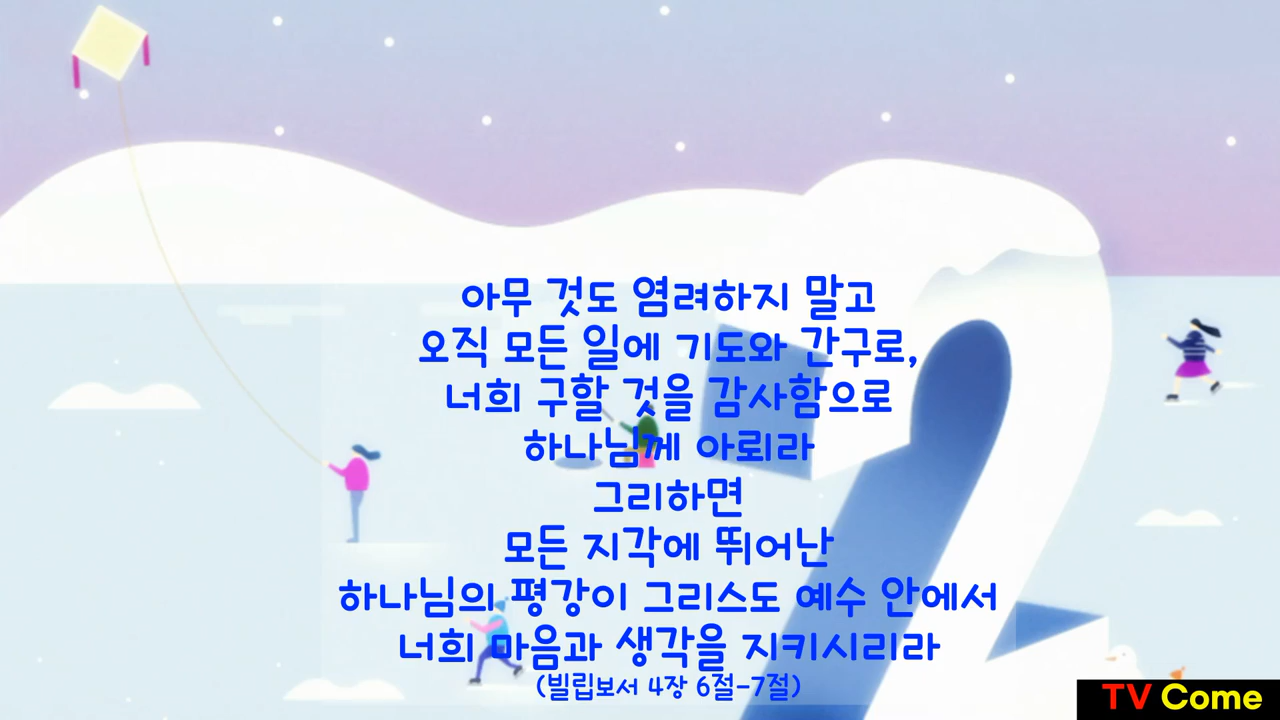 아무 것도 염려하지 말고
오직 모든 일에 기도와 간구로,
너희 구할 것을 감사함으로
하나님께 아뢰라
그리하면
모든 지각에 뛰어난
하나님의 평강이 그리스도 예수 안에서
너희 마음과 생각을 지키시리라
(빌립보서 4장 6절-7절)
2
TV Come